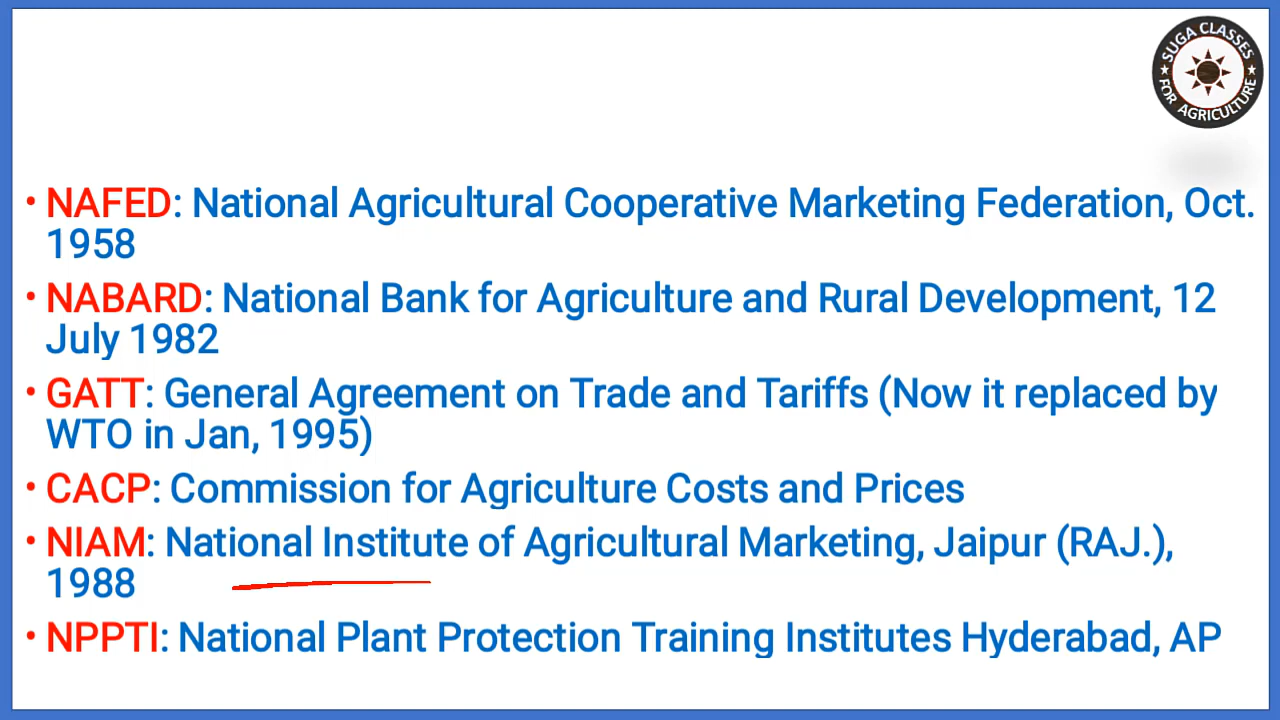 SUGA CLASSES
FOR AGRICULTURE
• NAFED: National Agricultural Cooperative Marketing Federation, Oct.
1958
• NABARD: National Bank for Agriculture and Rural Development, 12
July 1982
• GATT: General Agreement on Trade and Tariffs (Now it replaced by
WTO in Jan, 1995)
• CACP: Commission for Agriculture Costs and Prices
• NIAM: National Institute of Agricultural Marketing, Jaipur (RAJ.),
1988
• NPPTI: National Plant Protection Training Institutes Hyderabad, AP